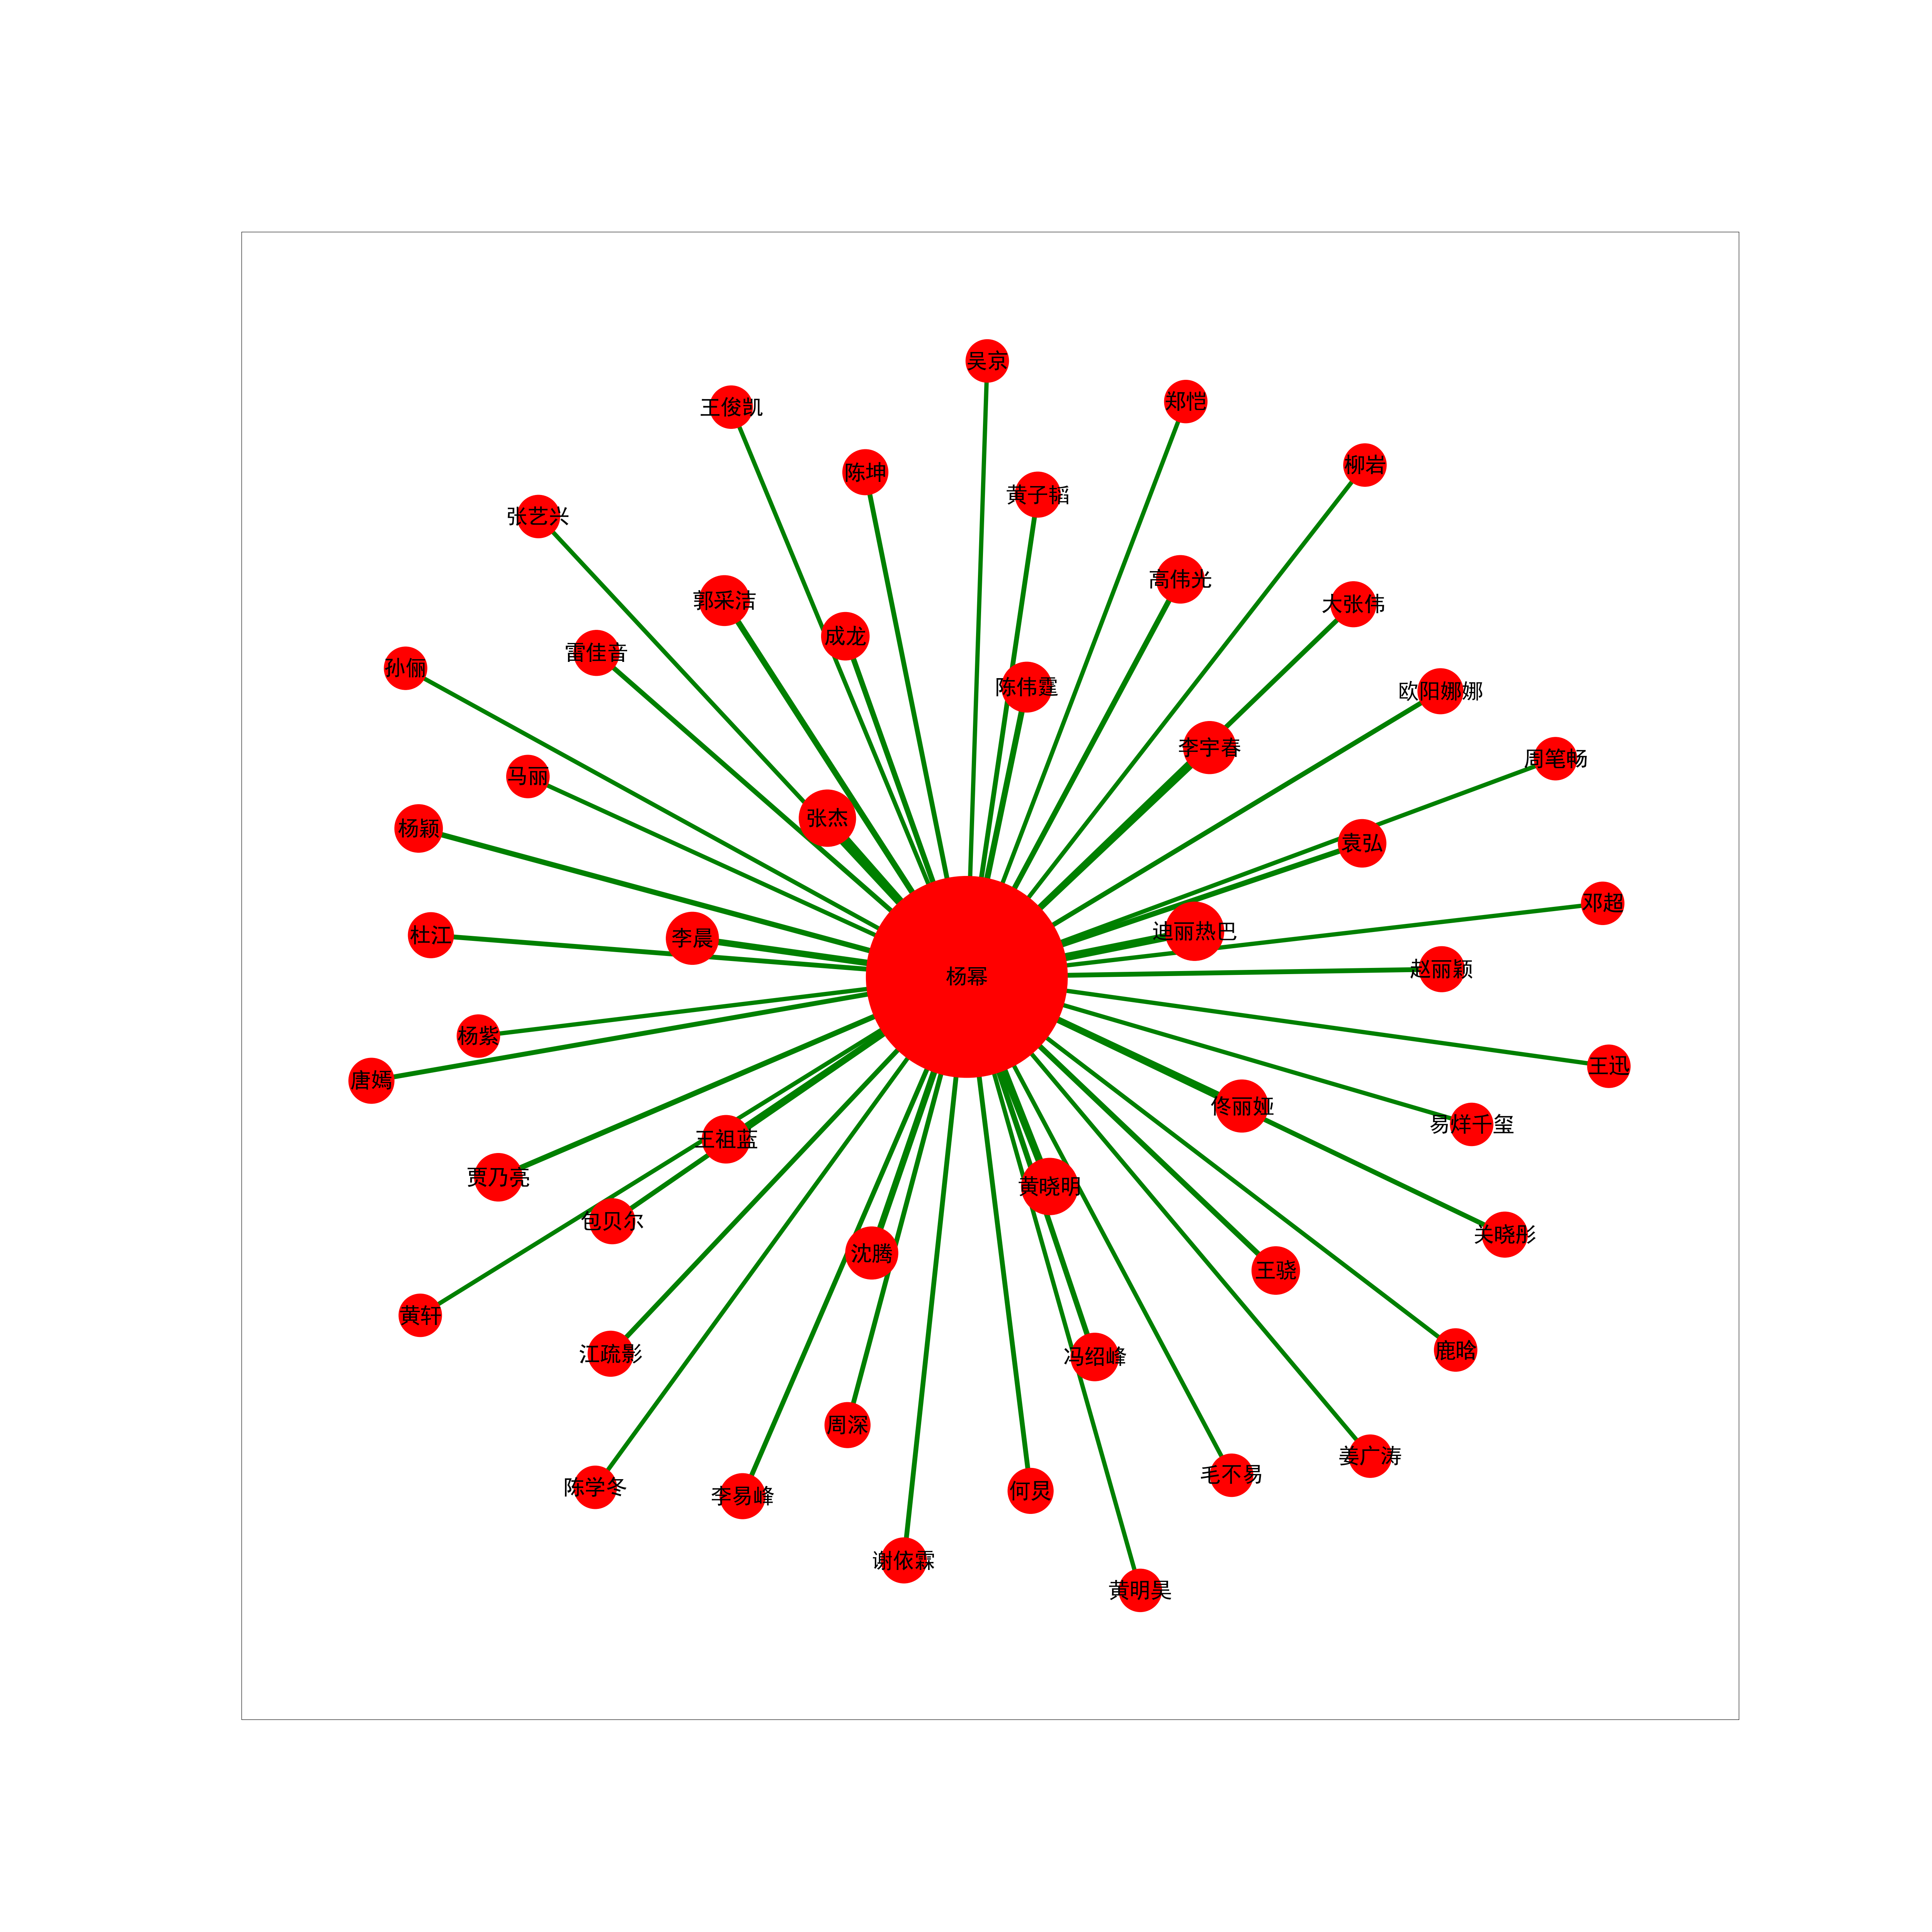 吴京
郑恺
王俊凯
柳岩
陈坤
黄子韬
张艺兴
高伟光
郭采洁
大张伟
成龙
雷佳音
孙俪
陈伟霆
欧阳娜娜
李宇春
周笔畅
马丽
张杰
杨颖
袁弘
邓超
迪丽热巴
杜江
李晨
赵丽颖
杨幂
杨紫
王迅
唐嫣
佟丽娅
易烊千玺
王祖蓝
贾乃亮
黄晓明
包贝尔
关晓彤
沈腾
王骁
黄轩
鹿晗
江疏影
冯绍峰
周深
姜广涛
毛不易
陈学冬
何炅
李易峰
谢依霖
黄明昊